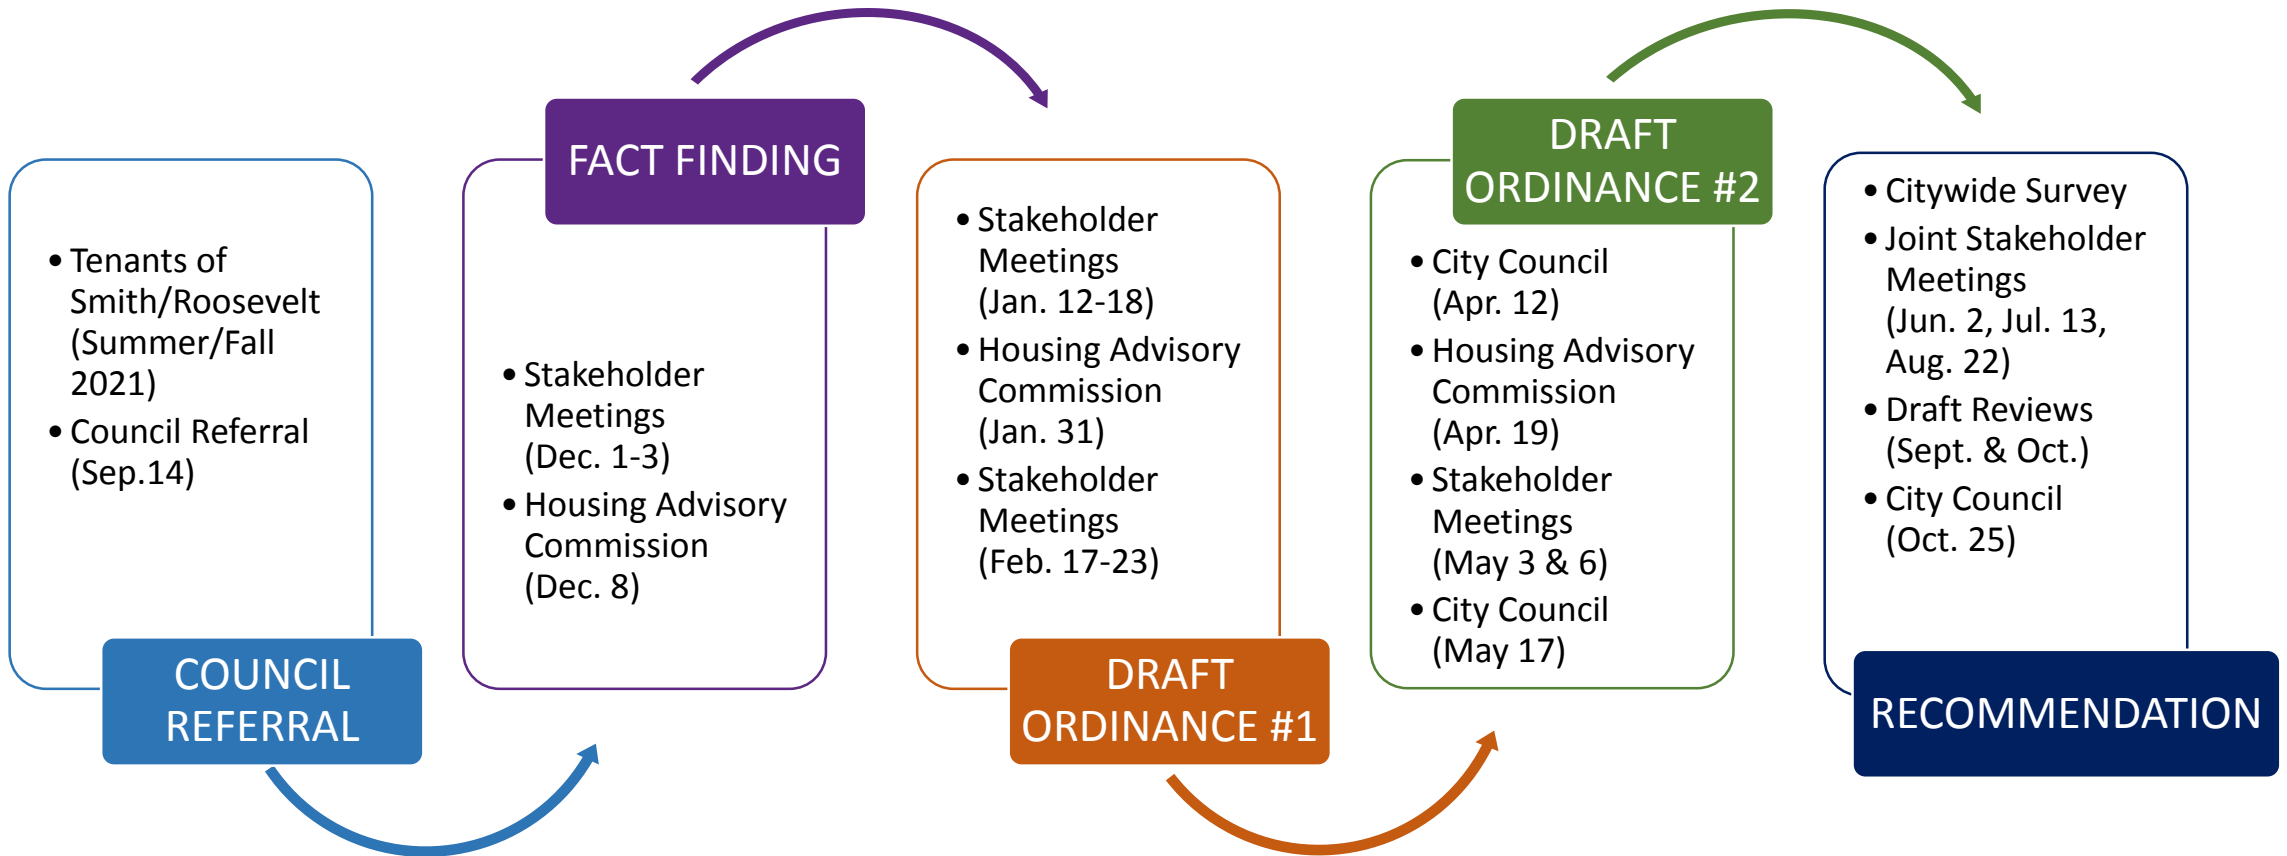 • Tenants of
Smith/Roosevelt
(Summer/Fall
2021)
• Council Referral
(Sep.14)
COUNCIL
REFERRAL
FACT FINDING
• Stakeholder
Meetings
(Dec. 1-3)
• Housing Advisory
Commission
(Dec. 8)
• Stakeholder
Meetings
(Jan. 12-18)
• Housing Advisory
Commission
(Jan. 31)
• Stakeholder
Meetings
(Feb. 17-23)
DRAFT
ORDINANCE #1
DRAFT
ORDINANCE #2
• City Council
(Apr. 12)
• Housing Advisory
Commission
(Apr. 19)
• Stakeholder
Meetings
(May 3 & 6)
• City Council
(May 17)
• Citywide Survey
• Joint Stakeholder
Meetings
(Jun. 2, Jul. 13,
Aug. 22)
• Draft Reviews
(Sept. & Oct.)
• City Council
(Oct. 25)
RECOMMENDATION